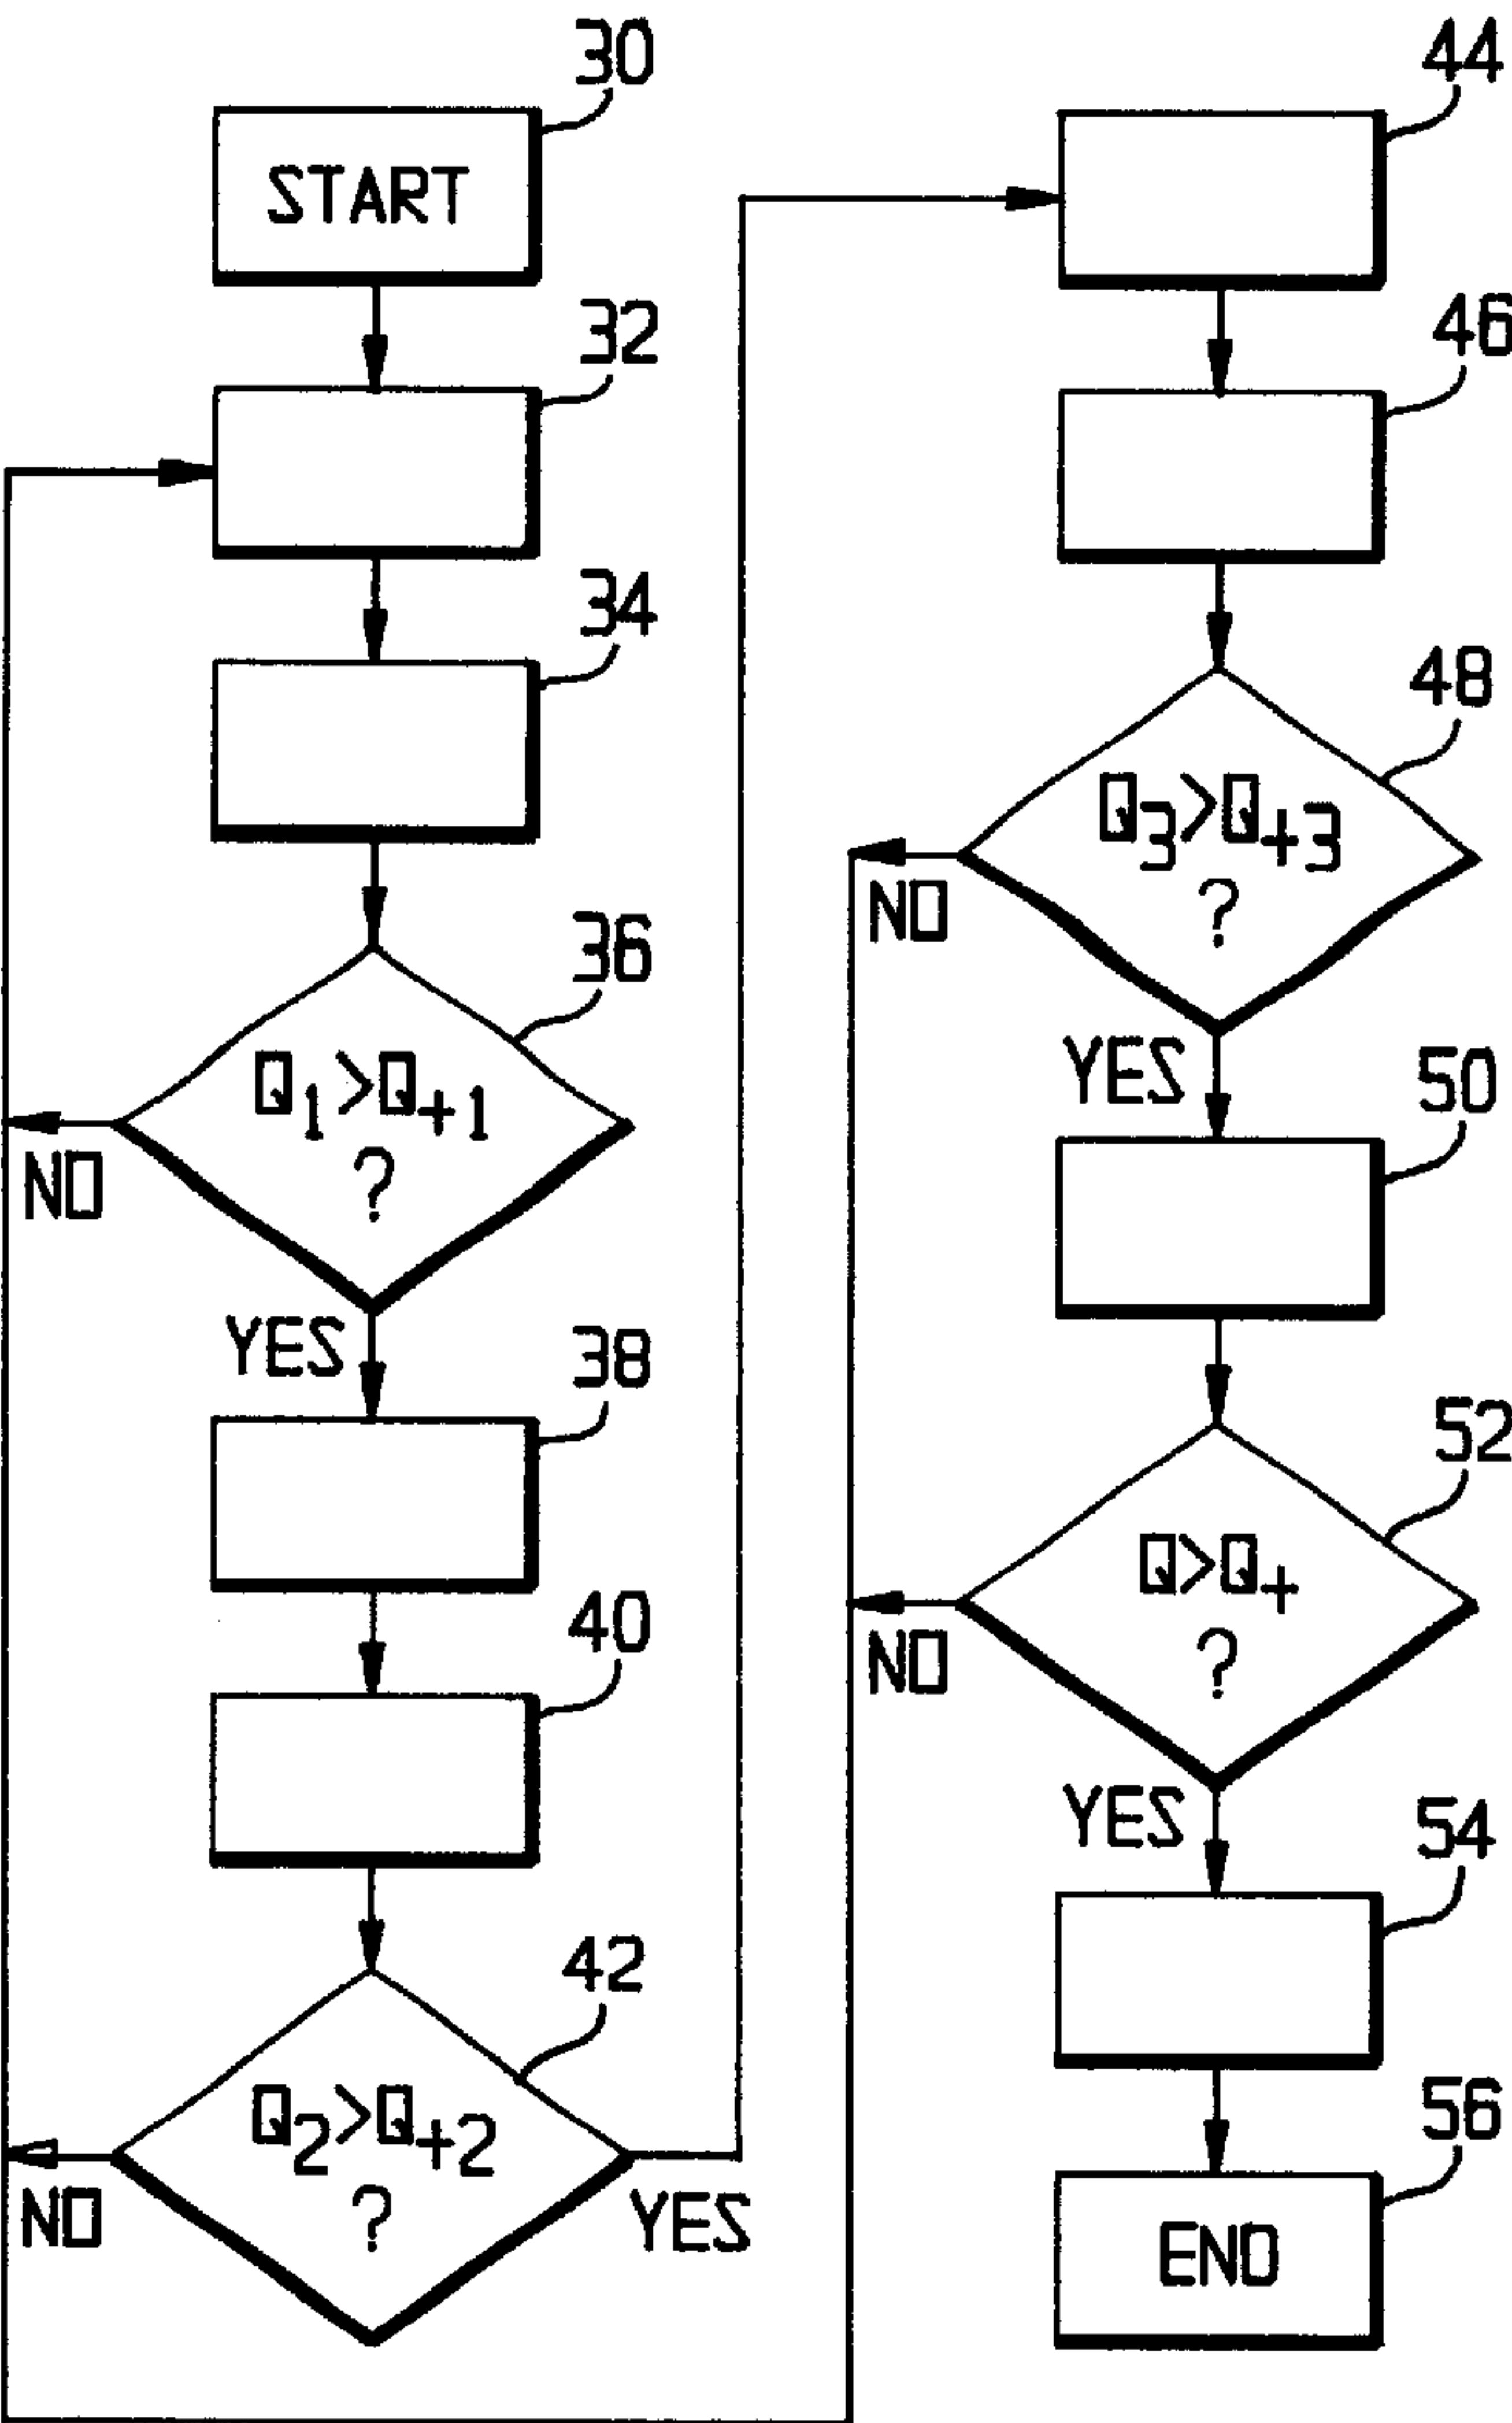 30
START
32
34
36
Q1>Q+1
?
NO
YES
38
40
42
Q2>Q+2
?
NO
YES
44
46
48
Q3>Q+3
?
NO
YES
50
52
Q>Q+
?
NO
YES
54
56
END